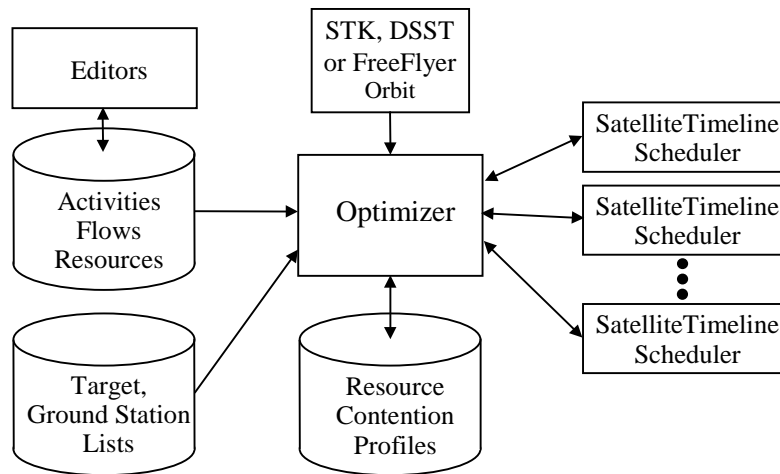 Editors
STK, DSST
or FreeFlyer
Orbit
Activities
Flows
Resources
Optimizer
SatelliteTimeline
Scheduler
SatelliteTimeline
Scheduler
SatelliteTimeline
Scheduler
Target,
Ground Station
Lists
Resource
Contention
Profiles